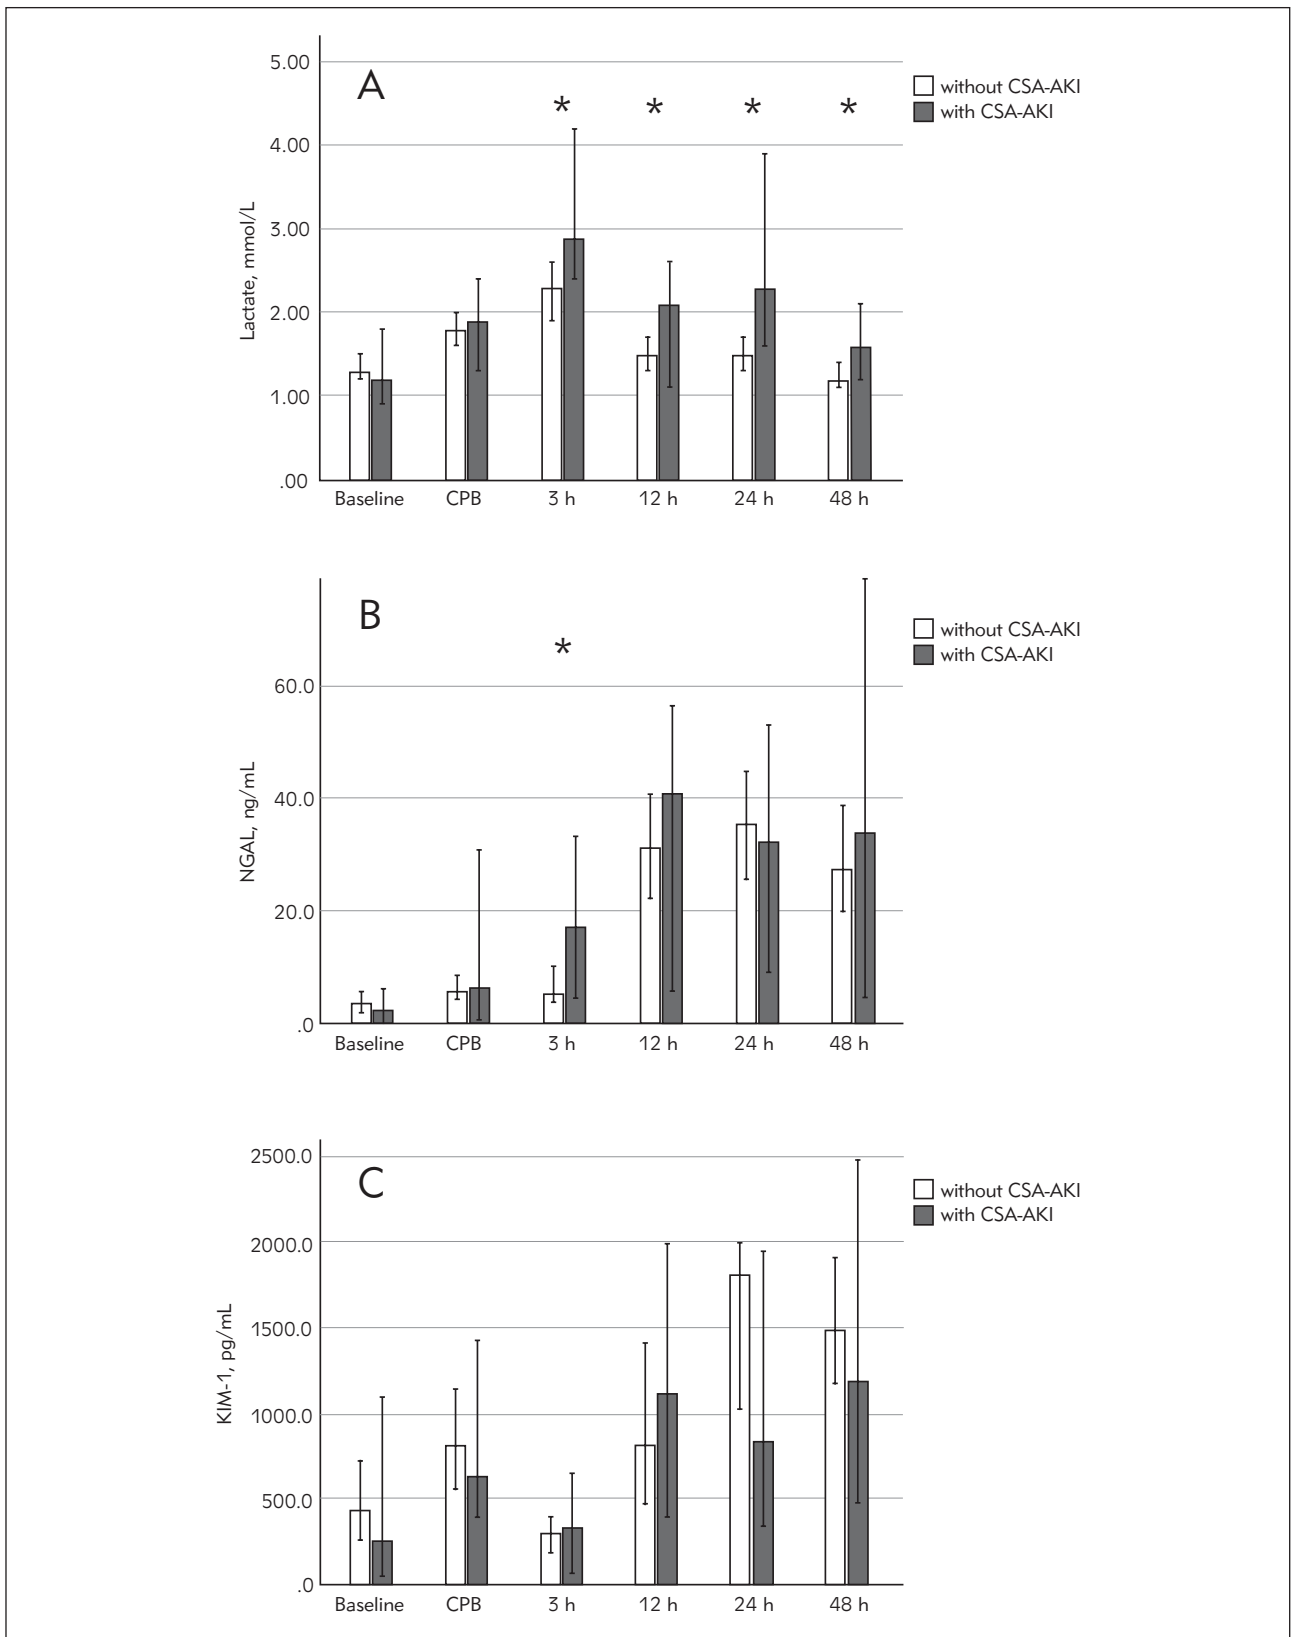 5.00
A
without CSA-AKI
with CSA-AKI
* * * *
4.00
3.00
2.00
1.00
.00
Lactate, mmol/L
Baseline CPB 3 h 12 h 24 h 48 h
B
without CSA-AKI
with CSA-AKI
*
60.0
40.0
20.0
.0
NGAL, ng/mL
Baseline CPB 3 h 12 h 24 h 48 h
2500.0
C
without CSA-AKI
with CSA-AKI
2000.0
1500.0
1000.0
500.0
.0
KIM-1, pg/mL
Baseline CPB 3 h 12 h 24 h 48 h